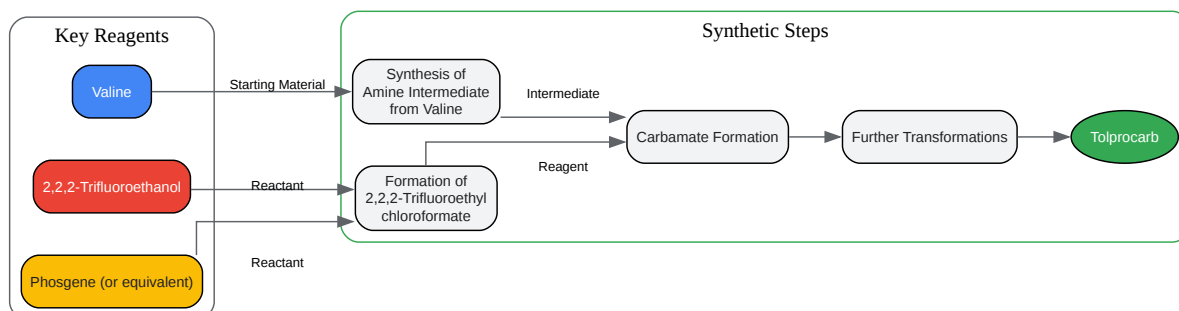 Key Reagents
Synthetic Steps
Valine
Starting Material
Synthesis of
Amine Intermediate
from Valine
Intermediate
Carbamate Formation
Further Transformations
Tolprocarb
2,2,2-Trifluoroethanol
Reactant
Formation of
2,2,2-Trifluoroethyl
chloroformate
Reagent
Phosgene (or equivalent)
Reactant